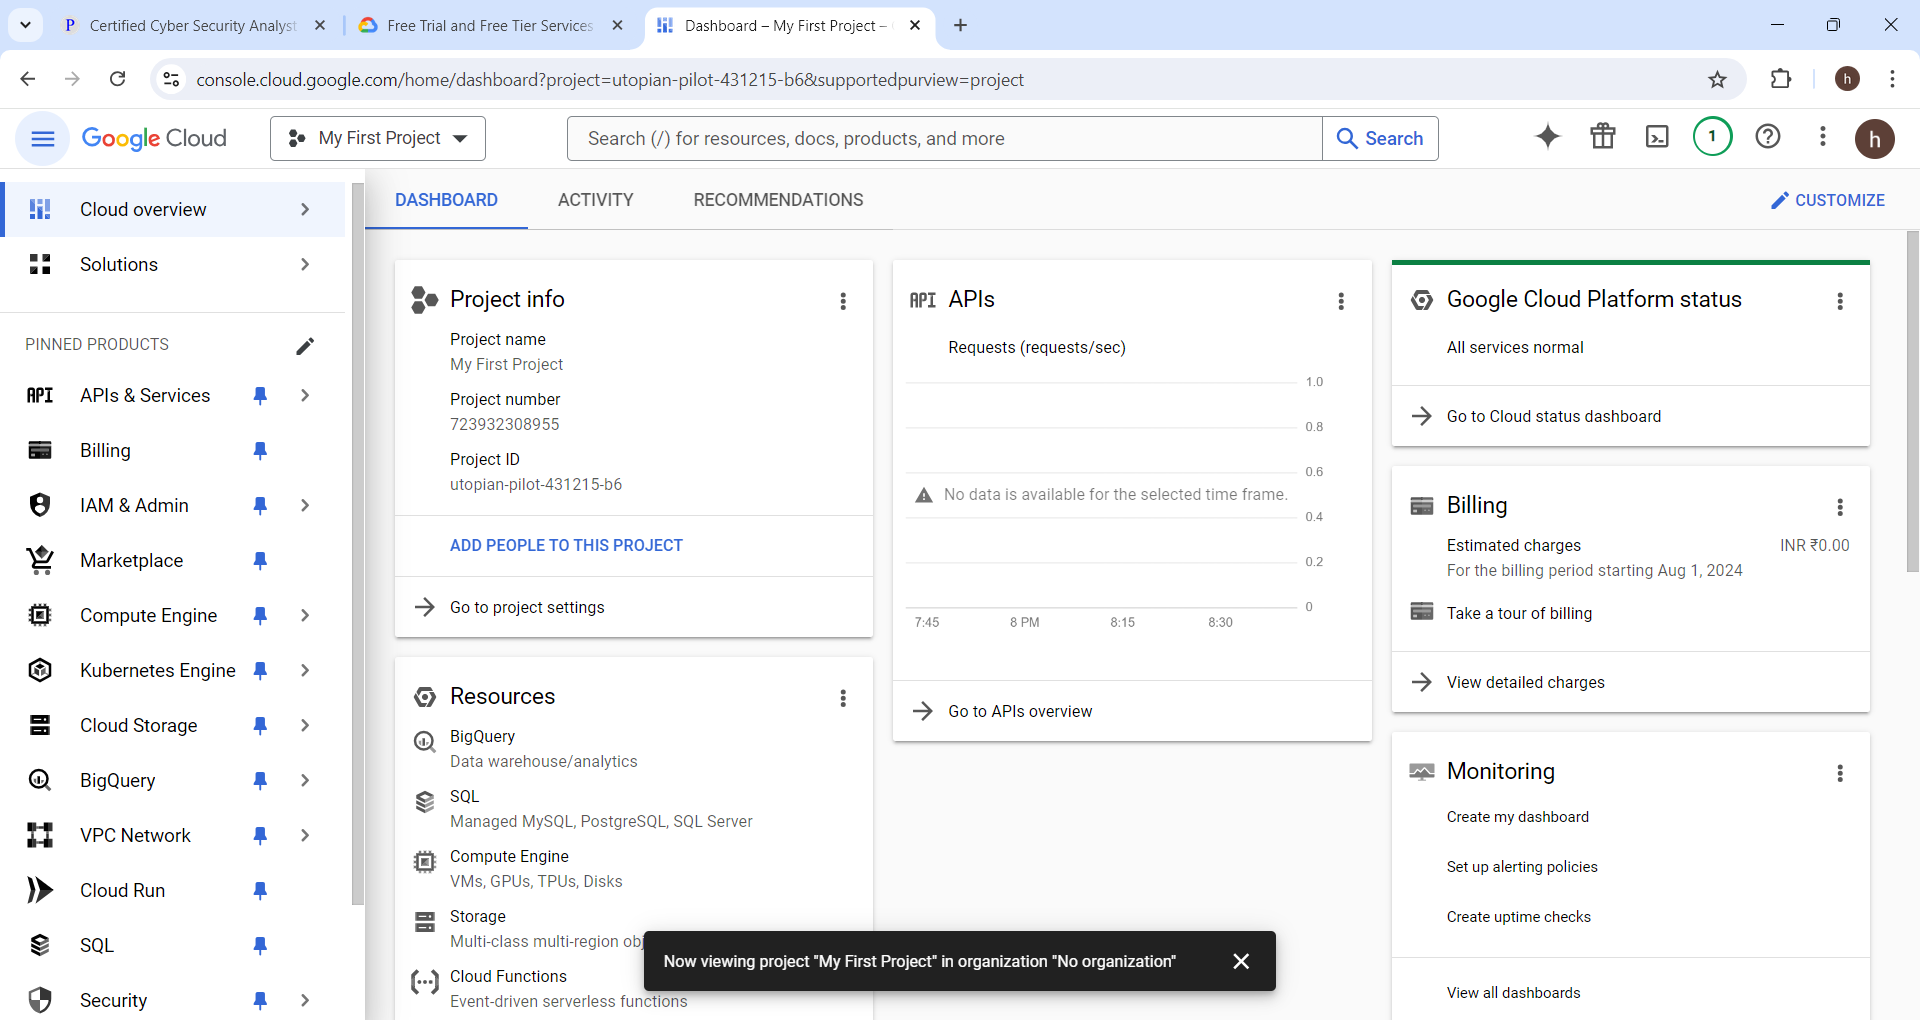 Certified Cyber Security Analyst
Free Trial and Free Tier Services
Dashboard – My First Project –
console.cloud.google.com/home/dashboard?project=utopian-pilot-431215-b6&supportedpurview=project
h
Google Cloud
My First Project
Search (/) for resources, docs, products, and more
Search
1
h
Cloud overview
Solutions
PINNED PRODUCTS
API
APIs & Services
Billing
IAM & Admin
Marketplace
Compute Engine
Kubernetes Engine
Cloud Storage
BigQuery
VPC Network
Cloud Run
SQL
Security
DASHBOARD
ACTIVITY
RECOMMENDATIONS
CUSTOMIZE
Project info
Project name
My First Project
Project number
723932308955
Project ID
utopian-pilot-431215-b6
ADD PEOPLE TO THIS PROJECT
Go to project settings
Resources
BigQuery
Data warehouse/analytics
SQL
Managed MySQL, PostgreSQL, SQL Server
Compute Engine
VMs, GPUs, TPUs, Disks
Storage
Multi-class multi-region obj
Cloud Functions
Event-driven serverless functions
API
APIs
Requests (requests/sec)
1.0
0.8
0.6
No data is available for the selected time frame.
0.4
0.2
0
7:45 8 PM 8:15 8:30
Go to APIs overview
Google Cloud Platform status
All services normal
Go to Cloud status dashboard
Billing
Estimated charges INR ₹0.00
For the billing period starting Aug 1, 2024
Take a tour of billing
View detailed charges
Monitoring
Create my dashboard
Set up alerting policies
Create uptime checks
View all dashboards
Now viewing project "My First Project" in organization "No organization"